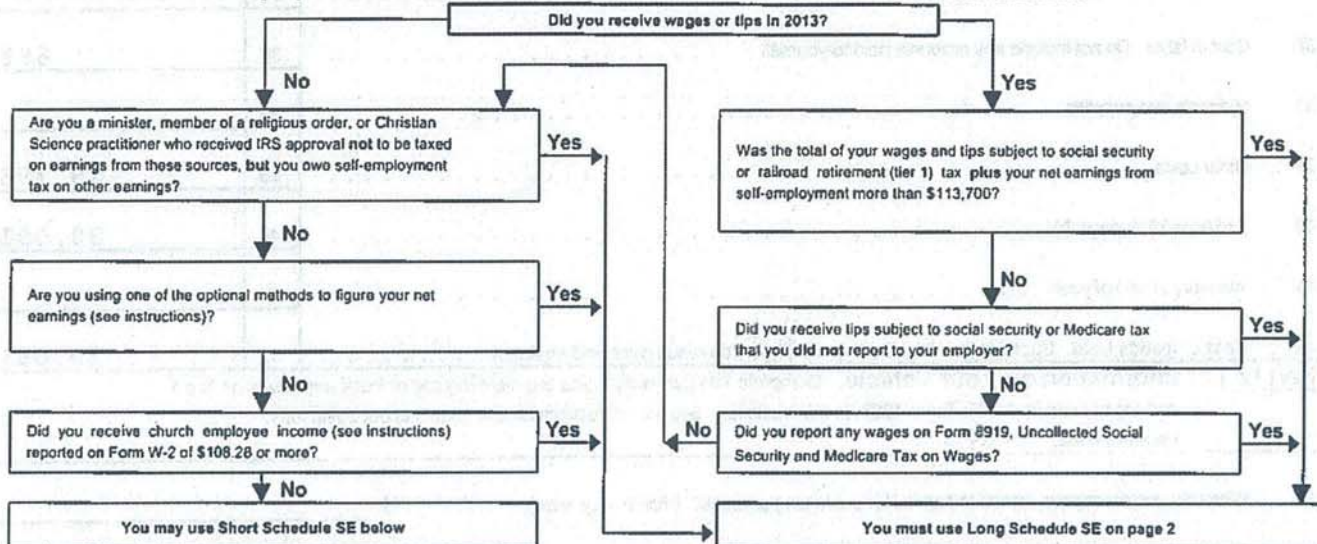 Did you receive wages or tips in 2013?
No
Yes
Are you a minister, member of a religious order, or Christian
Science practitioner who received IRS approval not to be taxed
on earnings from these sources, but you owe self-employment
tax on other earnings?
Yes
Was the total of your wages and tips subject to social security
or railroad retirement (tier 1) tax plus your net earnings from
self-employment more than $113,700?
Yes
No
No
Are you using one of the optional methods to figure your net
earnings (see instructions)?
Yes
Did you receive tips subject to social security or Medicare tax
that you did not report to your employer?
Yes
No
No
Did you receive church employee income (see instructions)
reported on Form W-2 of $108.28 or more?
Yes
No
Did you report any wages on Form 8919, Uncollected Social
Security and Medicare Tax on Wages?
Yes
No
You may use Short Schedule SE below
You must use Long Schedule SE on page 2